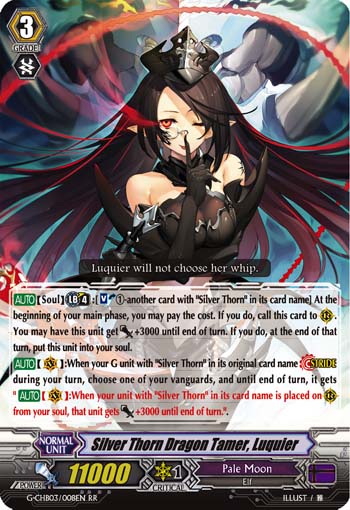 3
GRADE
Luquier will not choose her whip.
AUTO【Soul】LB4:[V ①-another card with "Silver Thorn" in its card name] At the
beginning of your main phase, you may pay the cost. If you do, call this card to R.
You may have this unit get +3000 until end of turn. If you do, at the end of that
turn, put this unit into your soul.
AUTO【V】:When your G unit with "Silver Thorn" in its original card name STRIDE
during your turn, choose one of your vanguards, and until end of turn, it gets
"AUTO【V】:When your unit with "Silver Thorn" in its card name is placed on R
from your soul, that unit gets +3000 until end of turn.".
NORMAL UNIT
Silver Thorn Dragon Tamer, Luquier
POWER
11000
1
CRITICAL
Pale Moon
Elf
G-CHB03/008EN RR
ILLUST /